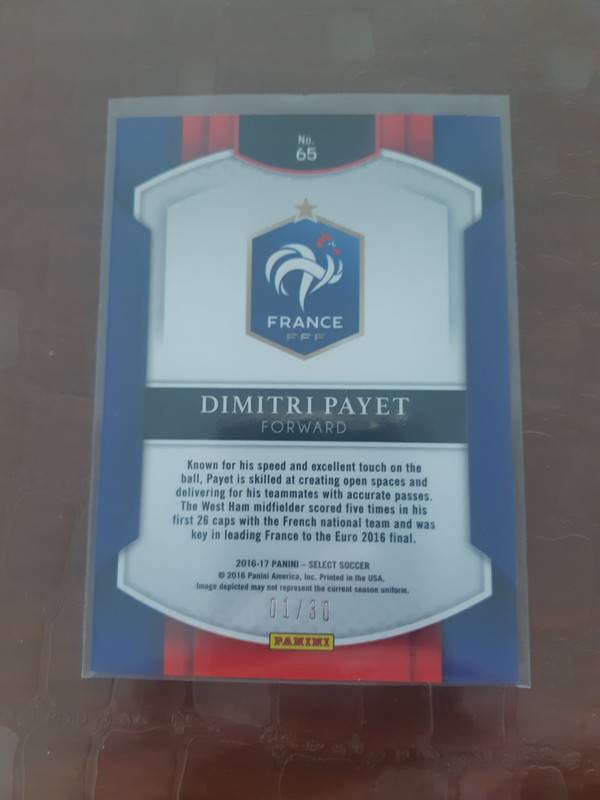 No.
65
FRANCE
FFF
DIMITRI PAYET
FORWARD
Known for his speed and excellent touch on the
ball, Payet is skilled at creating open spaces and
delivering for his teammates with accurate passes.
The West Ham midfielder scored five times in his
first 26 caps with the French national team and was
key in leading France to the Euro 2016 final.
2016-17 PANINI – SELECT SOCCER
© 2016 Panini America, Inc. Printed in the USA.
Image depicted may not represent the current season uniform.
01/30
PANINI